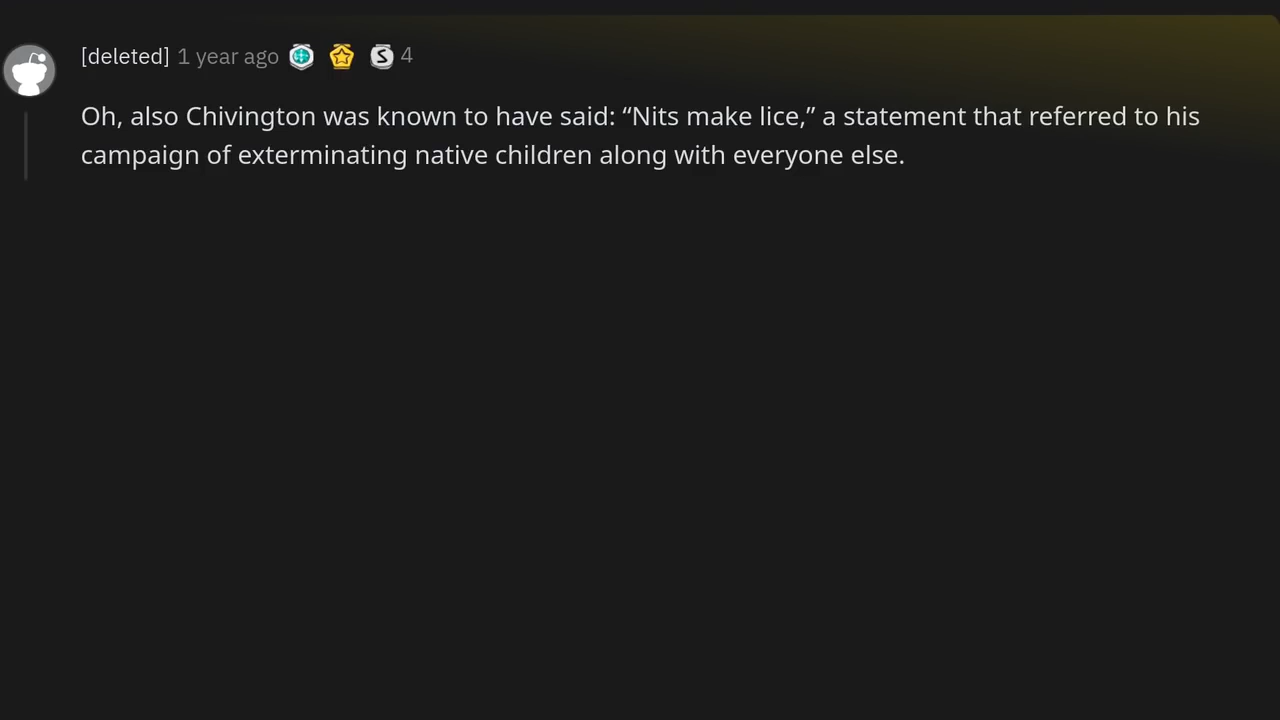 [deleted] 1 year ago S 4
Oh, also Chivington was known to have said: “Nits make lice,” a statement that referred to his
campaign of exterminating native children along with everyone else.